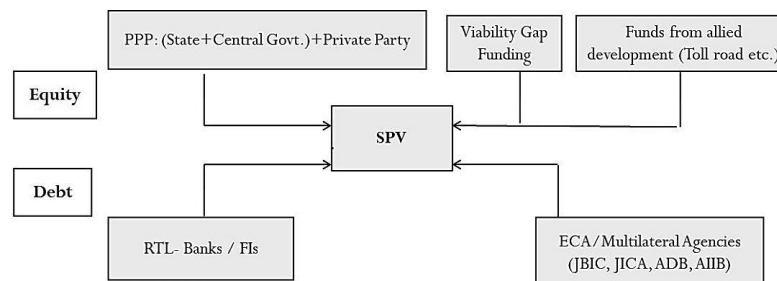 PPP: (State+Central Govt.)+Private Party
Viability Gap
Funding
Funds from allied
development (Toll road etc.)
Equity
SPV
Debt
RTL- Banks / FIs
ECA/Multilateral Agencies
(JBIC, JICA, ADB, AIIB)